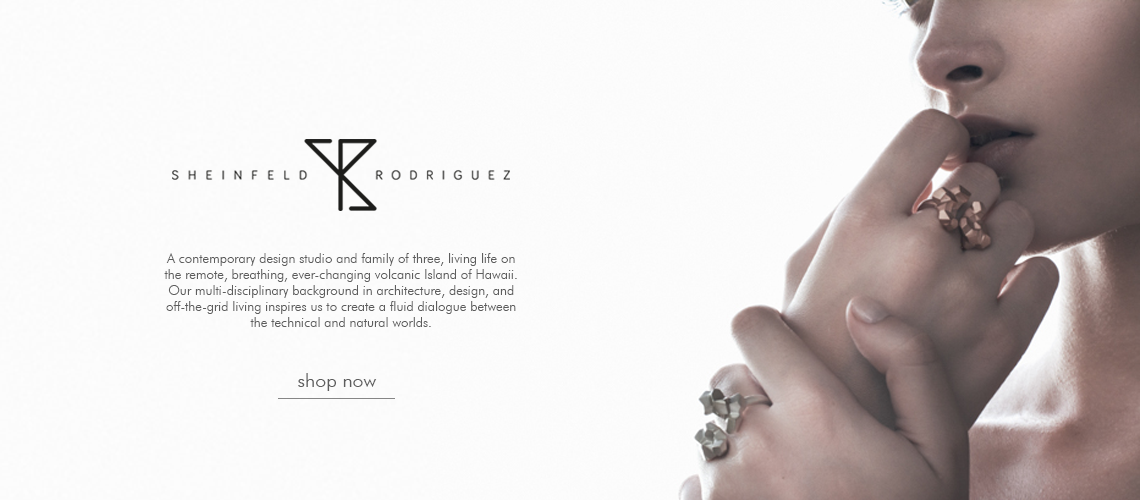 SHEINFELD RODRIGUEZ
A contemporary design studio and family of three, living life on
the remote, breathing, ever-changing volcanic Island of Hawaii.
Our multi-disciplinary background in architecture, design, and
off-the-grid living inspires us to create a fluid dialogue between
the technical and natural worlds.
shop now